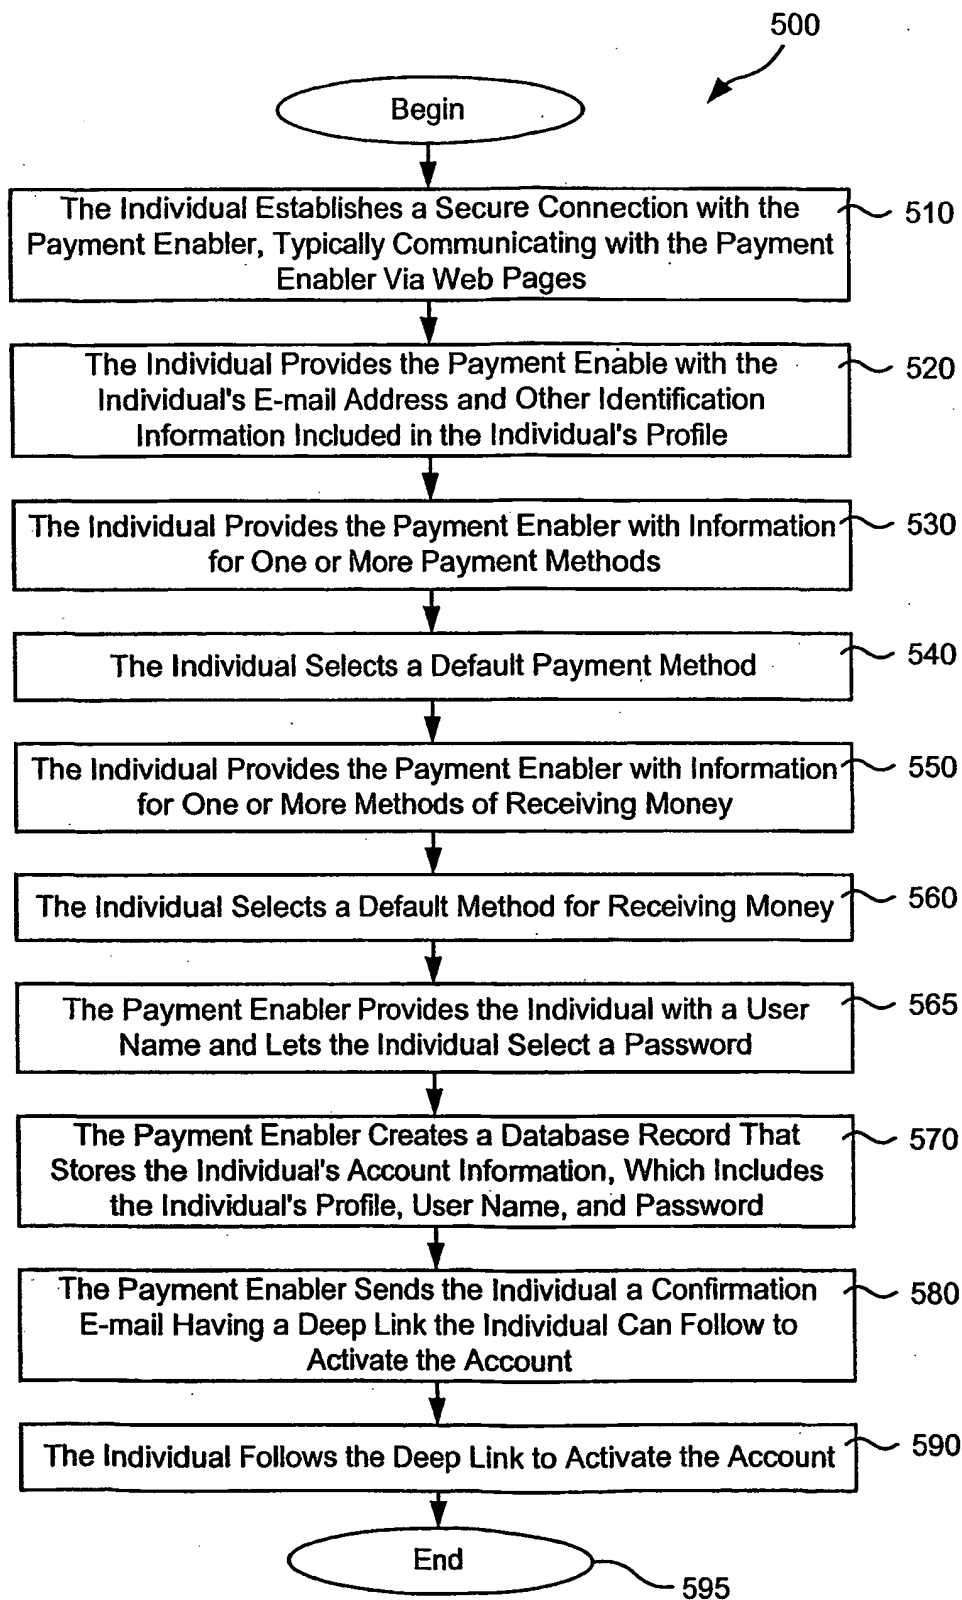 500
Begin
The Individual Establishes a Secure Connection with the
Payment Enabler, Typically Communicating with the Payment
Enabler Via Web Pages
510
The Individual Provides the Payment Enable with the
Individual's E-mail Address and Other Identification
Information Included in the Individual's Profile
520
The Individual Provides the Payment Enabler with Information
for One or More Payment Methods
530
The Individual Selects a Default Payment Method
540
The Individual Provides the Payment Enabler with Information
for One or More Methods of Receiving Money
550
The Individual Selects a Default Method for Receiving Money
560
The Payment Enabler Provides the Individual with a User
Name and Lets the Individual Select a Password
565
The Payment Enabler Creates a Database Record That
Stores the Individual's Account Information, Which Includes
the Individual's Profile, User Name, and Password
570
The Payment Enabler Sends the Individual a Confirmation
E-mail Having a Deep Link the Individual Can Follow to
Activate the Account
580
The Individual Follows the Deep Link to Activate the Account
590
End
595